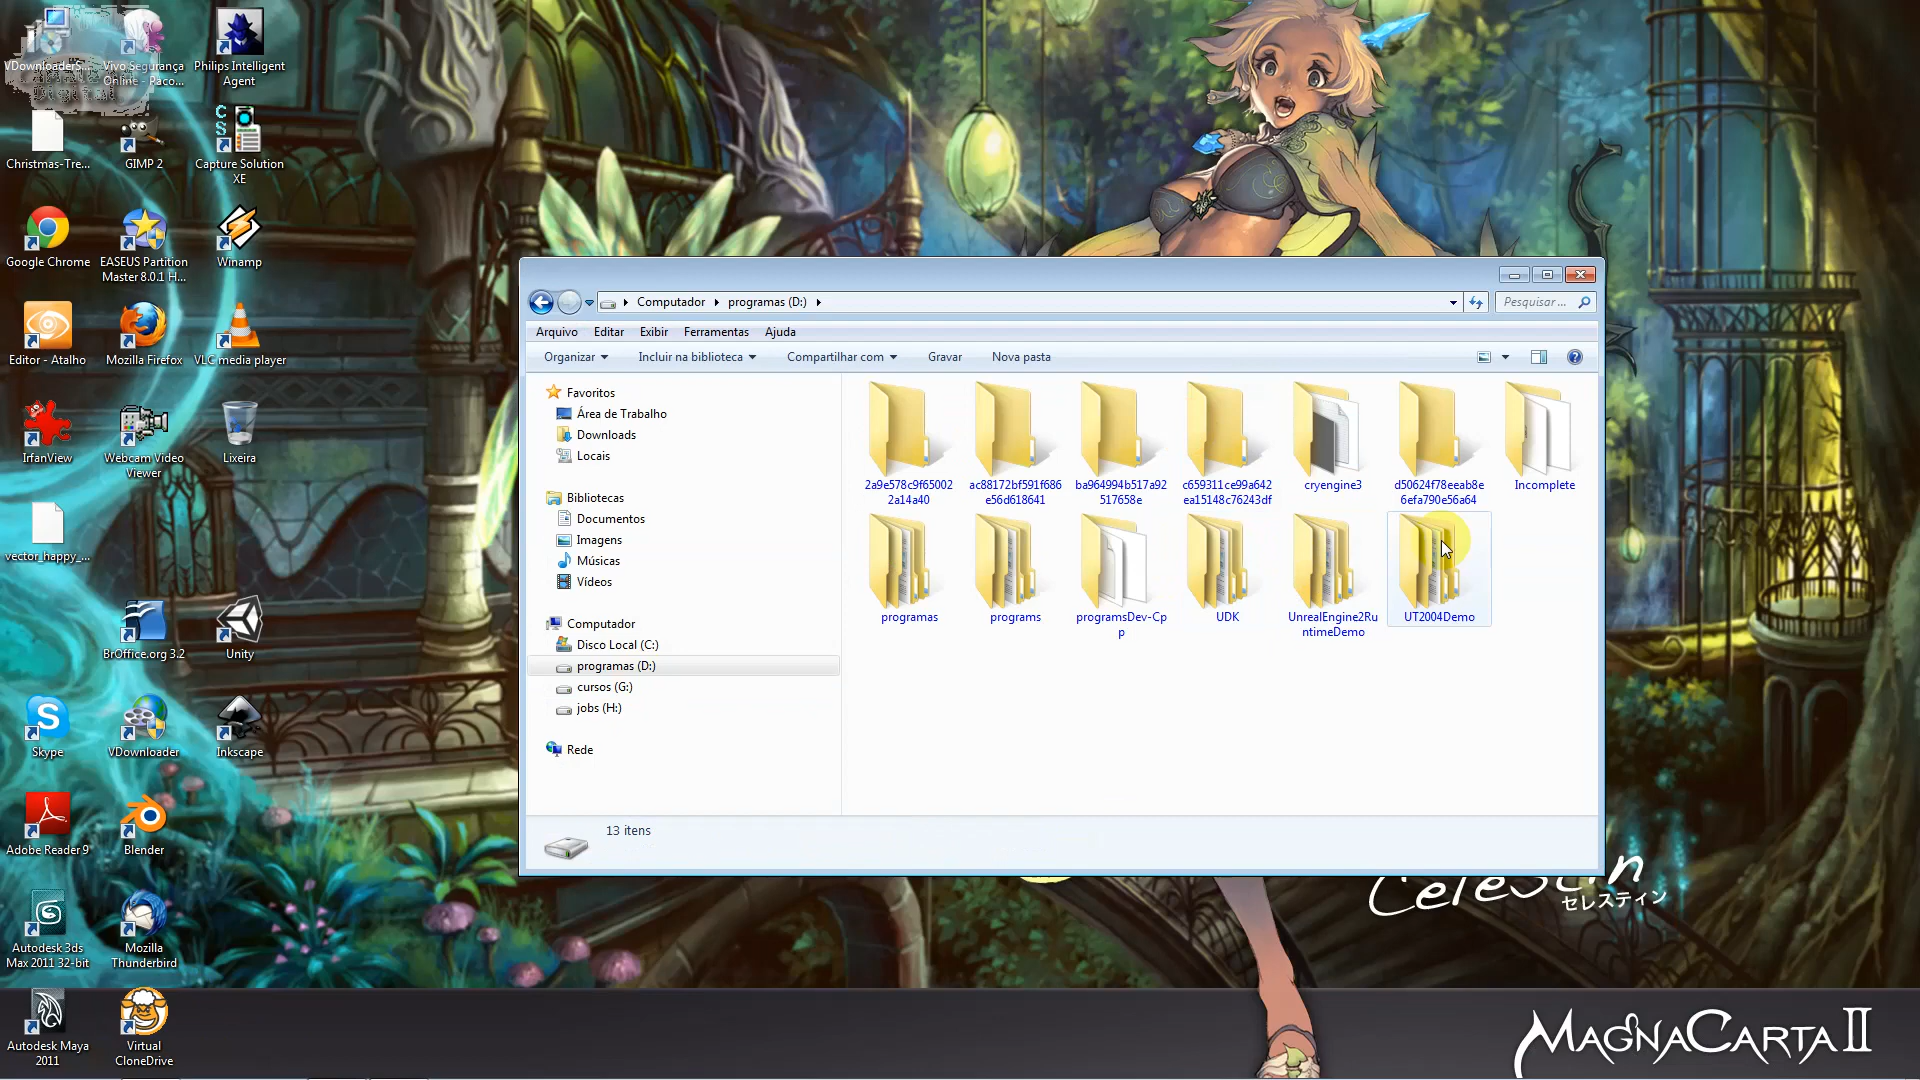 VDownloaderS...
Vivo Segurança
Online - Paco...
Philips Intelligent
Agent
Christmas-Tre...
GIMP 2
CS
Capture Solution
XE
Google Chrome
EASEUS Partition
Master 8.0.1 H...
Winamp
Editor - Atalho
Mozilla Firefox
VLC media player
IrfanView
Webcam Video
Viewer
Lixeira
vector_happy_...
BrOffice.org 3.2
Unity
Skype
VDownloader
Inkscape
Adobe Reader 9
Blender
Autodesk 3ds
Max 2011 32-bit
Mozilla
Thunderbird
Autodesk Maya
2011
Virtual
CloneDrive
Computador
programas (D:)
Pesquisar ...
Arquivo
Editar
Exibir
Ferramentas
Ajuda
Organizar
Incluir na biblioteca
Compartilhar com
Gravar
Nova pasta
Favoritos
Área de Trabalho
Downloads
Locais
Bibliotecas
Documentos
Imagens
Músicas
Vídeos
Computador
Disco Local (C:)
programas (D:)
cursos (G:)
jobs (H:)
Rede
2a9e578c9f65002
2a14a40
ac88172bf591f686
e56d618641
ba964994b517a92
517658e
c659311ce99a642
ea15148c76243df
cryengine3
d50624f78eeab8e
6efa790e56a64
Incomplete
programas
programs
programsDev-Cp
p
UDK
UnrealEngine2Ru
ntimeDemo
UT2004Demo
13 itens
Celestin
セレスティン
MAGNACARTA II